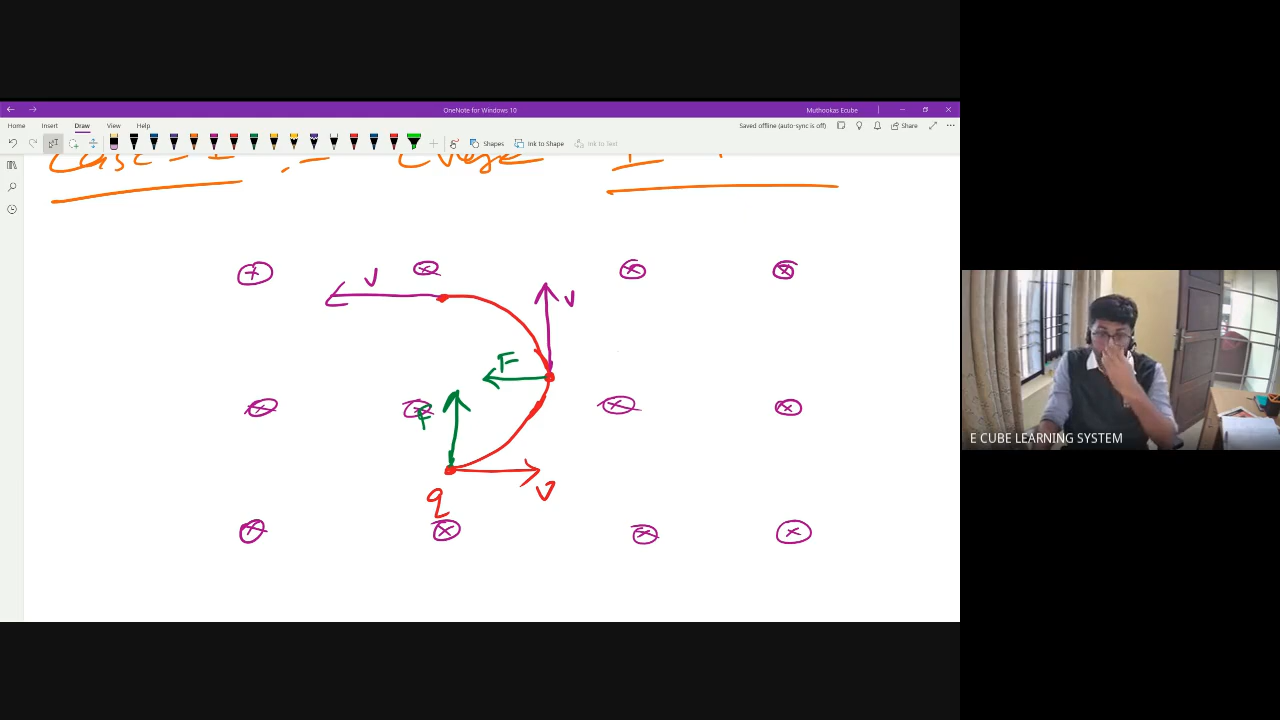 OneNote for Windows 10
Muthookas Ecube
Home Insert Draw View Help
Saved offline (auto-sync is off)
Share
Shapes
Ink to Shape
Ink to Text
V
V
F
F
V
q
E CUBE LEARNING SYSTEM